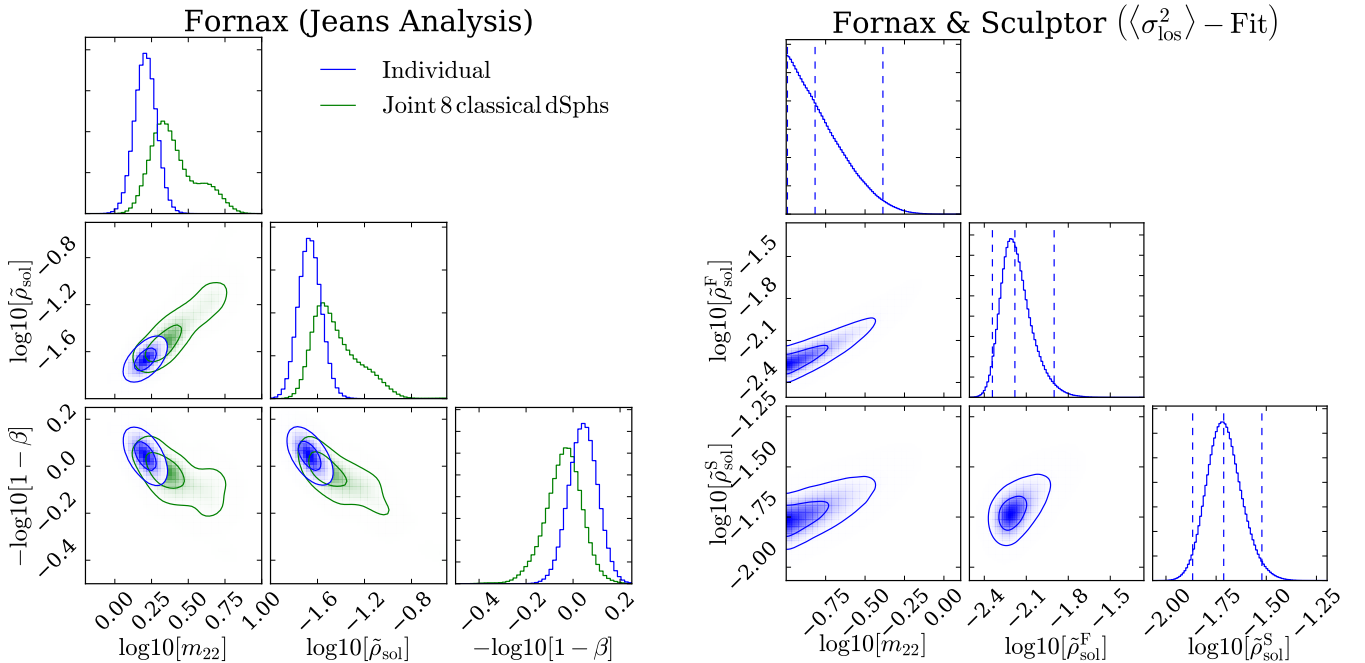 Fornax (Jeans Analysis)
Individual
Joint 8 classical dSphs
log10[ρ̃sol]
−0.8
−1.2
−1.6
−log10[1 − β]
0.2
0.0
−0.2
−0.4
0.00
0.25
0.50
0.75
1.00
log10[m22]
−1.6
−1.2
−0.8
log10[ρ̃sol]
−0.4
−0.2
0.0
0.2
−log10[1 − β]
Fornax & Sculptor (⟨σ²los⟩ − Fit)
log10[ρ̃Fsol]
−1.5
−1.8
−2.1
−2.4
log10[ρ̃Ssol]
−1.25
−1.50
−1.75
−2.00
−0.75
−0.50
−0.25
0.00
log10[m22]
−2.4
−2.1
−1.8
−1.5
log10[ρ̃Fsol]
−2.00
−1.75
−1.50
−1.25
log10[ρ̃Ssol]